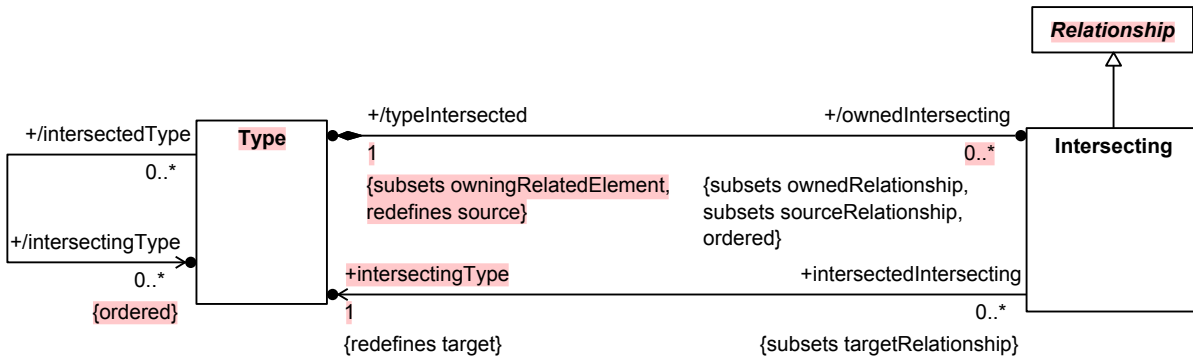 Relationship
+/typeIntersected
+/ownedIntersecting
+/intersectedType
Type
Intersecting
1
0..*
0..*
{subsets owningRelatedElement,
redefines source}
{subsets ownedRelationship,
subsets sourceRelationship,
ordered}
+/intersectingType
0..*
+intersectingType
+intersectedIntersecting
{ordered}
1
0..*
{redefines target}
{subsets targetRelationship}